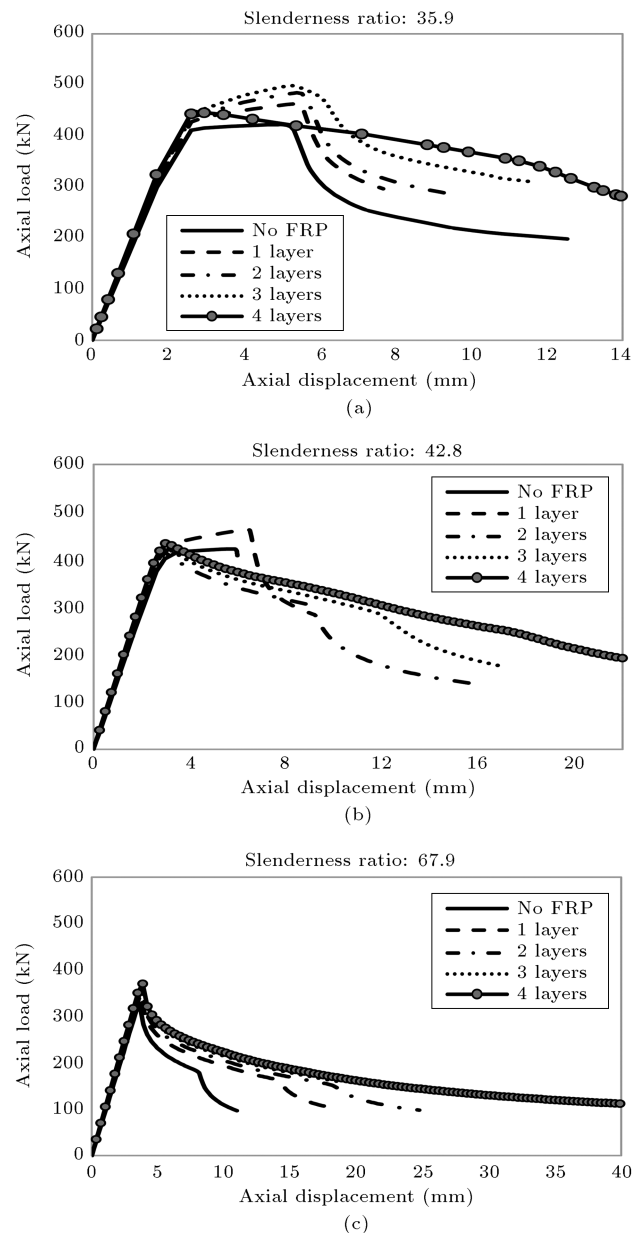 Slenderness ratio: 35.9
600
500
400
300
200
100
0
Axial load (kN)
No FRP
1 layer
2 layers
3 layers
4 layers
0 2 4 6 8 10 12 14
Axial displacement (mm)
(a)
Slenderness ratio: 42.8
600
500
400
300
200
100
0
Axial load (kN)
No FRP
1 layer
2 layers
3 layers
4 layers
0 4 8 12 16 20
Axial displacement (mm)
(b)
Slenderness ratio: 67.9
600
500
400
300
200
100
0
Axial load (kN)
No FRP
1 layer
2 layers
3 layers
4 layers
0 5 10 15 20 25 30 35 40
Axial displacement (mm)
(c)